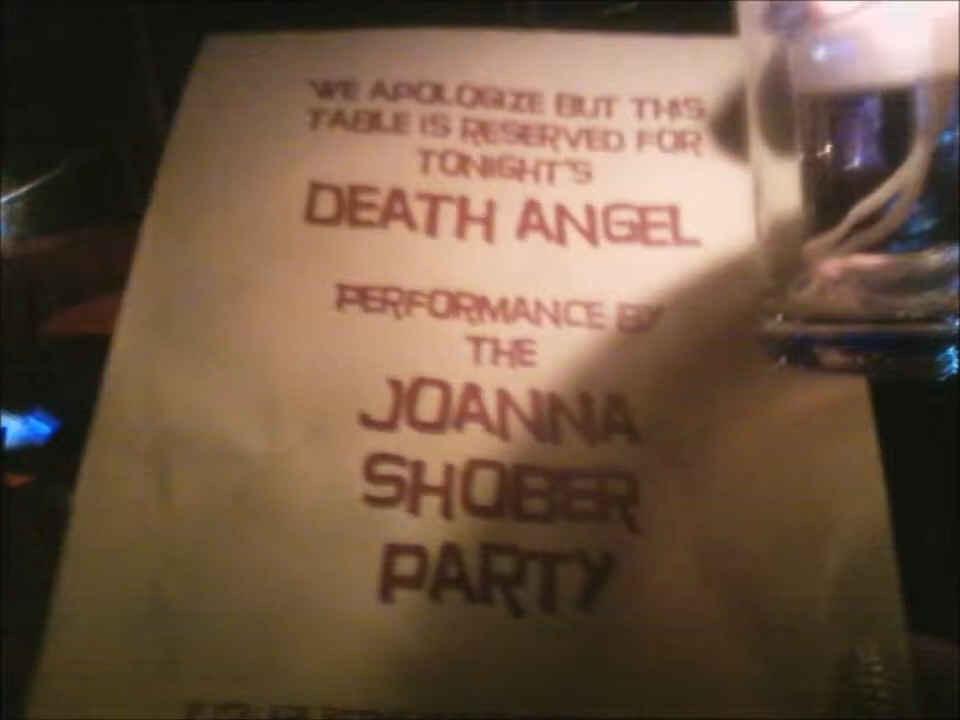 WE APOLOGIZE BUT THIS
TABLE IS RESERVED FOR
TONIGHT'S
DEATH ANGEL
PERFORMANCE BY
THE
JOANNA
SHOBER
PARTY